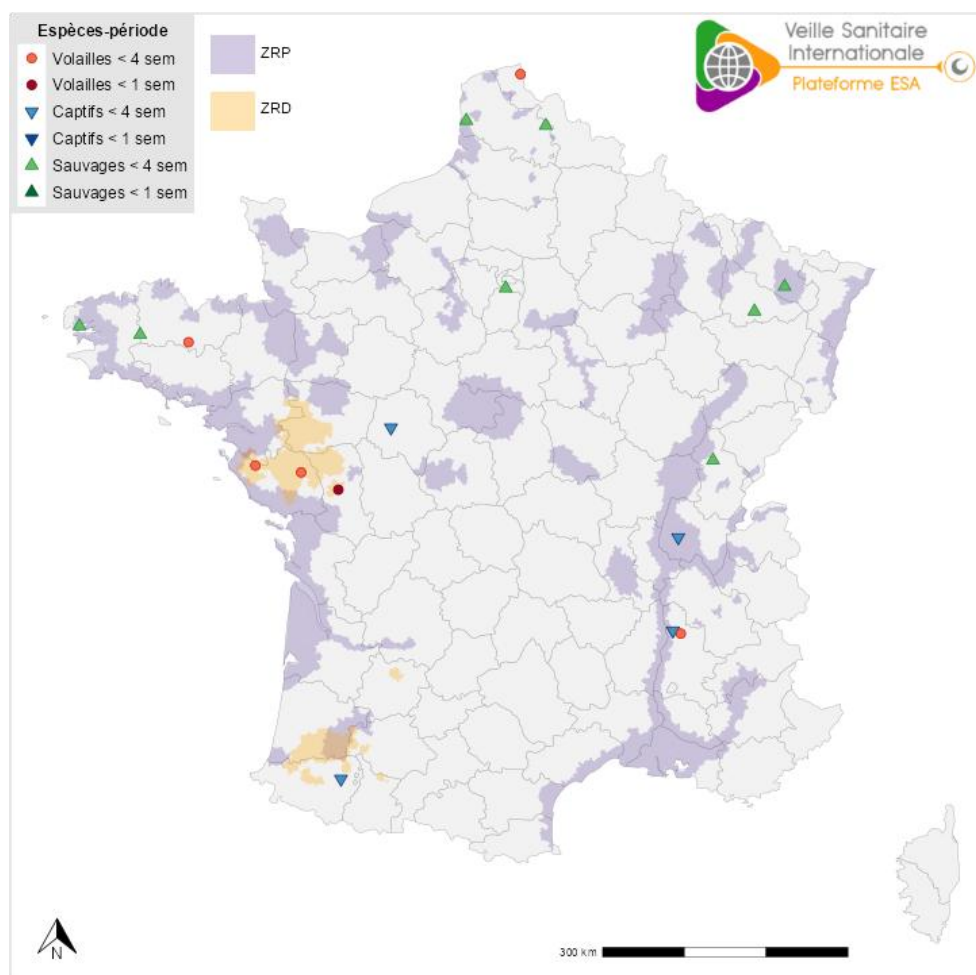 Espèces-période
Volailles < 4 sem
Volailles < 1 sem
Captifs < 4 sem
Captifs < 1 sem
Sauvages < 4 sem
Sauvages < 1 sem
ZRP
ZRD
Veille Sanitaire
Internationale
Plateforme ESA
N
300 km